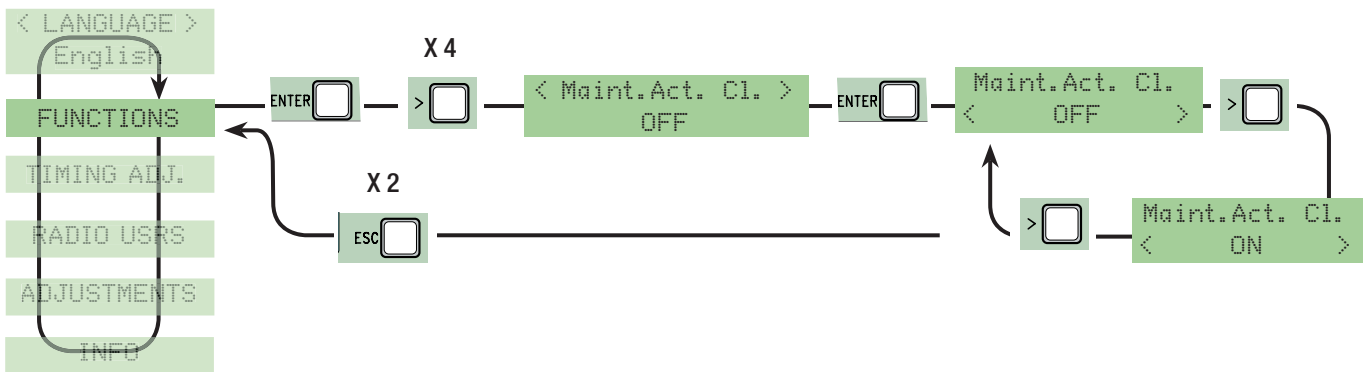 < LANGUAGE >
English
FUNCTIONS
TIMING ADJ.
RADIO USRS
ADJUSTMENTS
INFO
ENTER
X 4
>
< Maint.Act. Cl. >
OFF
ENTER
Maint.Act. Cl.
< OFF >
>
Maint.Act. Cl.
< ON >
>
X 2
ESC